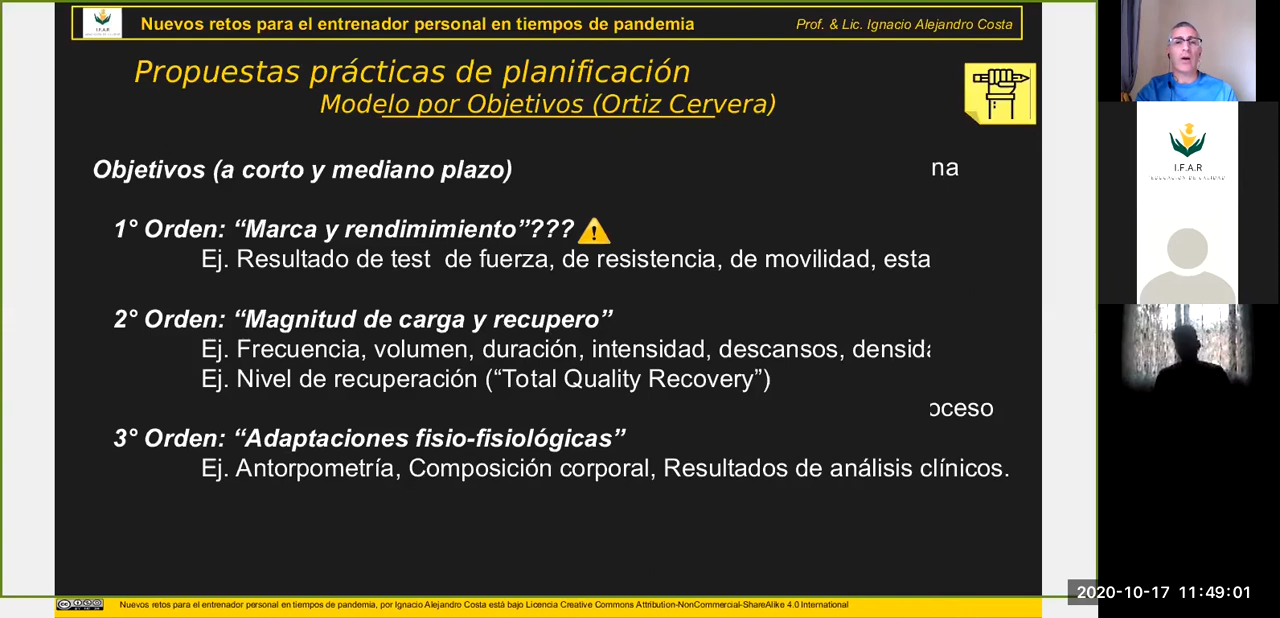 I.F.A.R
Nuevos retos para el entrenador personal en tiempos de pandemia
Prof. & Lic. Ignacio Alejandro Costa
Propuestas prácticas de planificación
Modelo por Objetivos (Ortiz Cervera)
Objetivos (a corto y mediano plazo)
na
1° Orden: “Marca y rendimimiento”???
Ej. Resultado de test de fuerza, de resistencia, de movilidad, esta
2° Orden: “Magnitud de carga y recupero”
Ej. Frecuencia, volumen, duración, intensidad, descansos, densida
Ej. Nivel de recuperación (“Total Quality Recovery”)
oceso
3° Orden: “Adaptaciones fisio-fisiológicas”
Ej. Antorpometría, Composición corporal, Resultados de análisis clínicos.
Nuevos retos para el entrenador personal en tiempos de pandemia, por Ignacio Alejandro Costa está bajo Licencia Creative Commons Attribution-NonCommercial-ShareAlike 4.0 International
I.F.A.R
2020-10-17 11:49:01